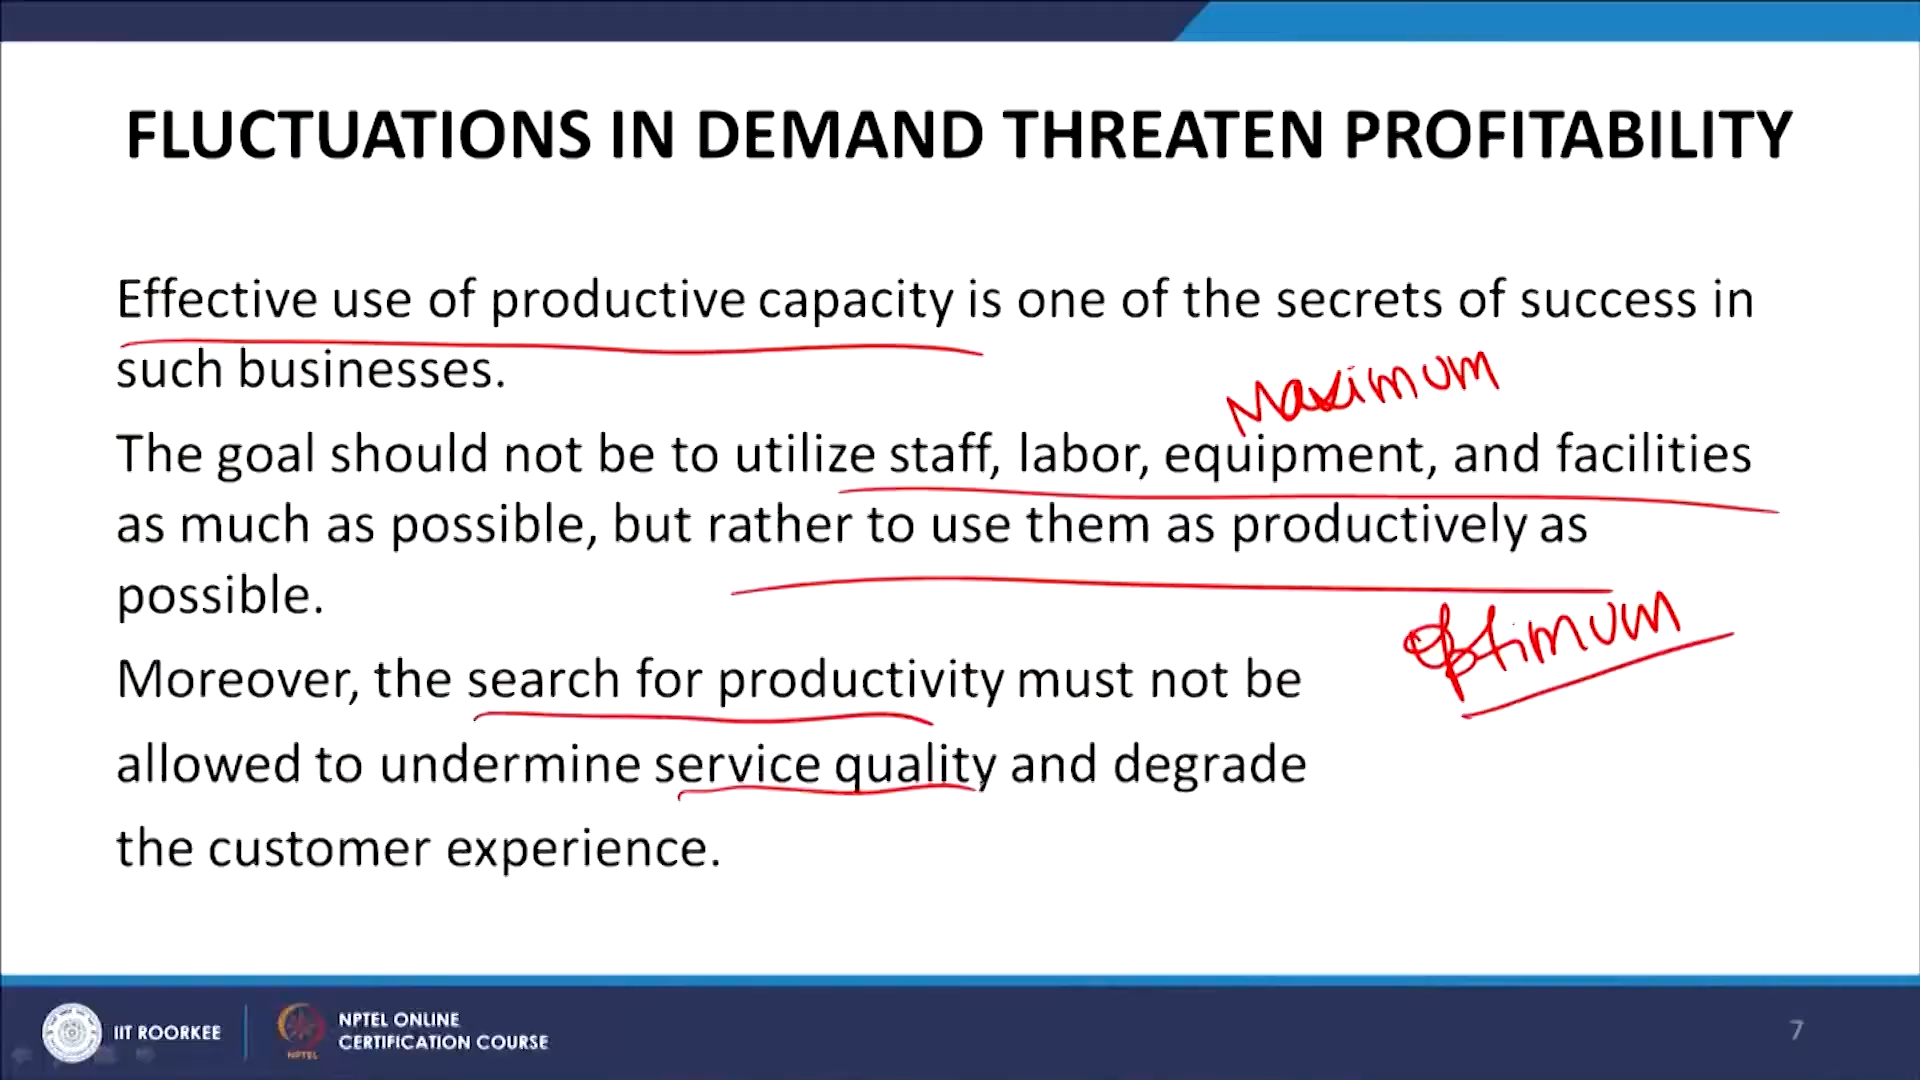 FLUCTUATIONS IN DEMAND THREATEN PROFITABILITY
Effective use of productive capacity is one of the secrets of success in
such businesses.
Maximum
The goal should not be to utilize staff, labor, equipment, and facilities
as much as possible, but rather to use them as productively as
possible.
Optimum
Moreover, the search for productivity must not be
allowed to undermine service quality and degrade
the customer experience.
IIT ROORKEE
NPTEL
NPTEL ONLINE
CERTIFICATION COURSE
7